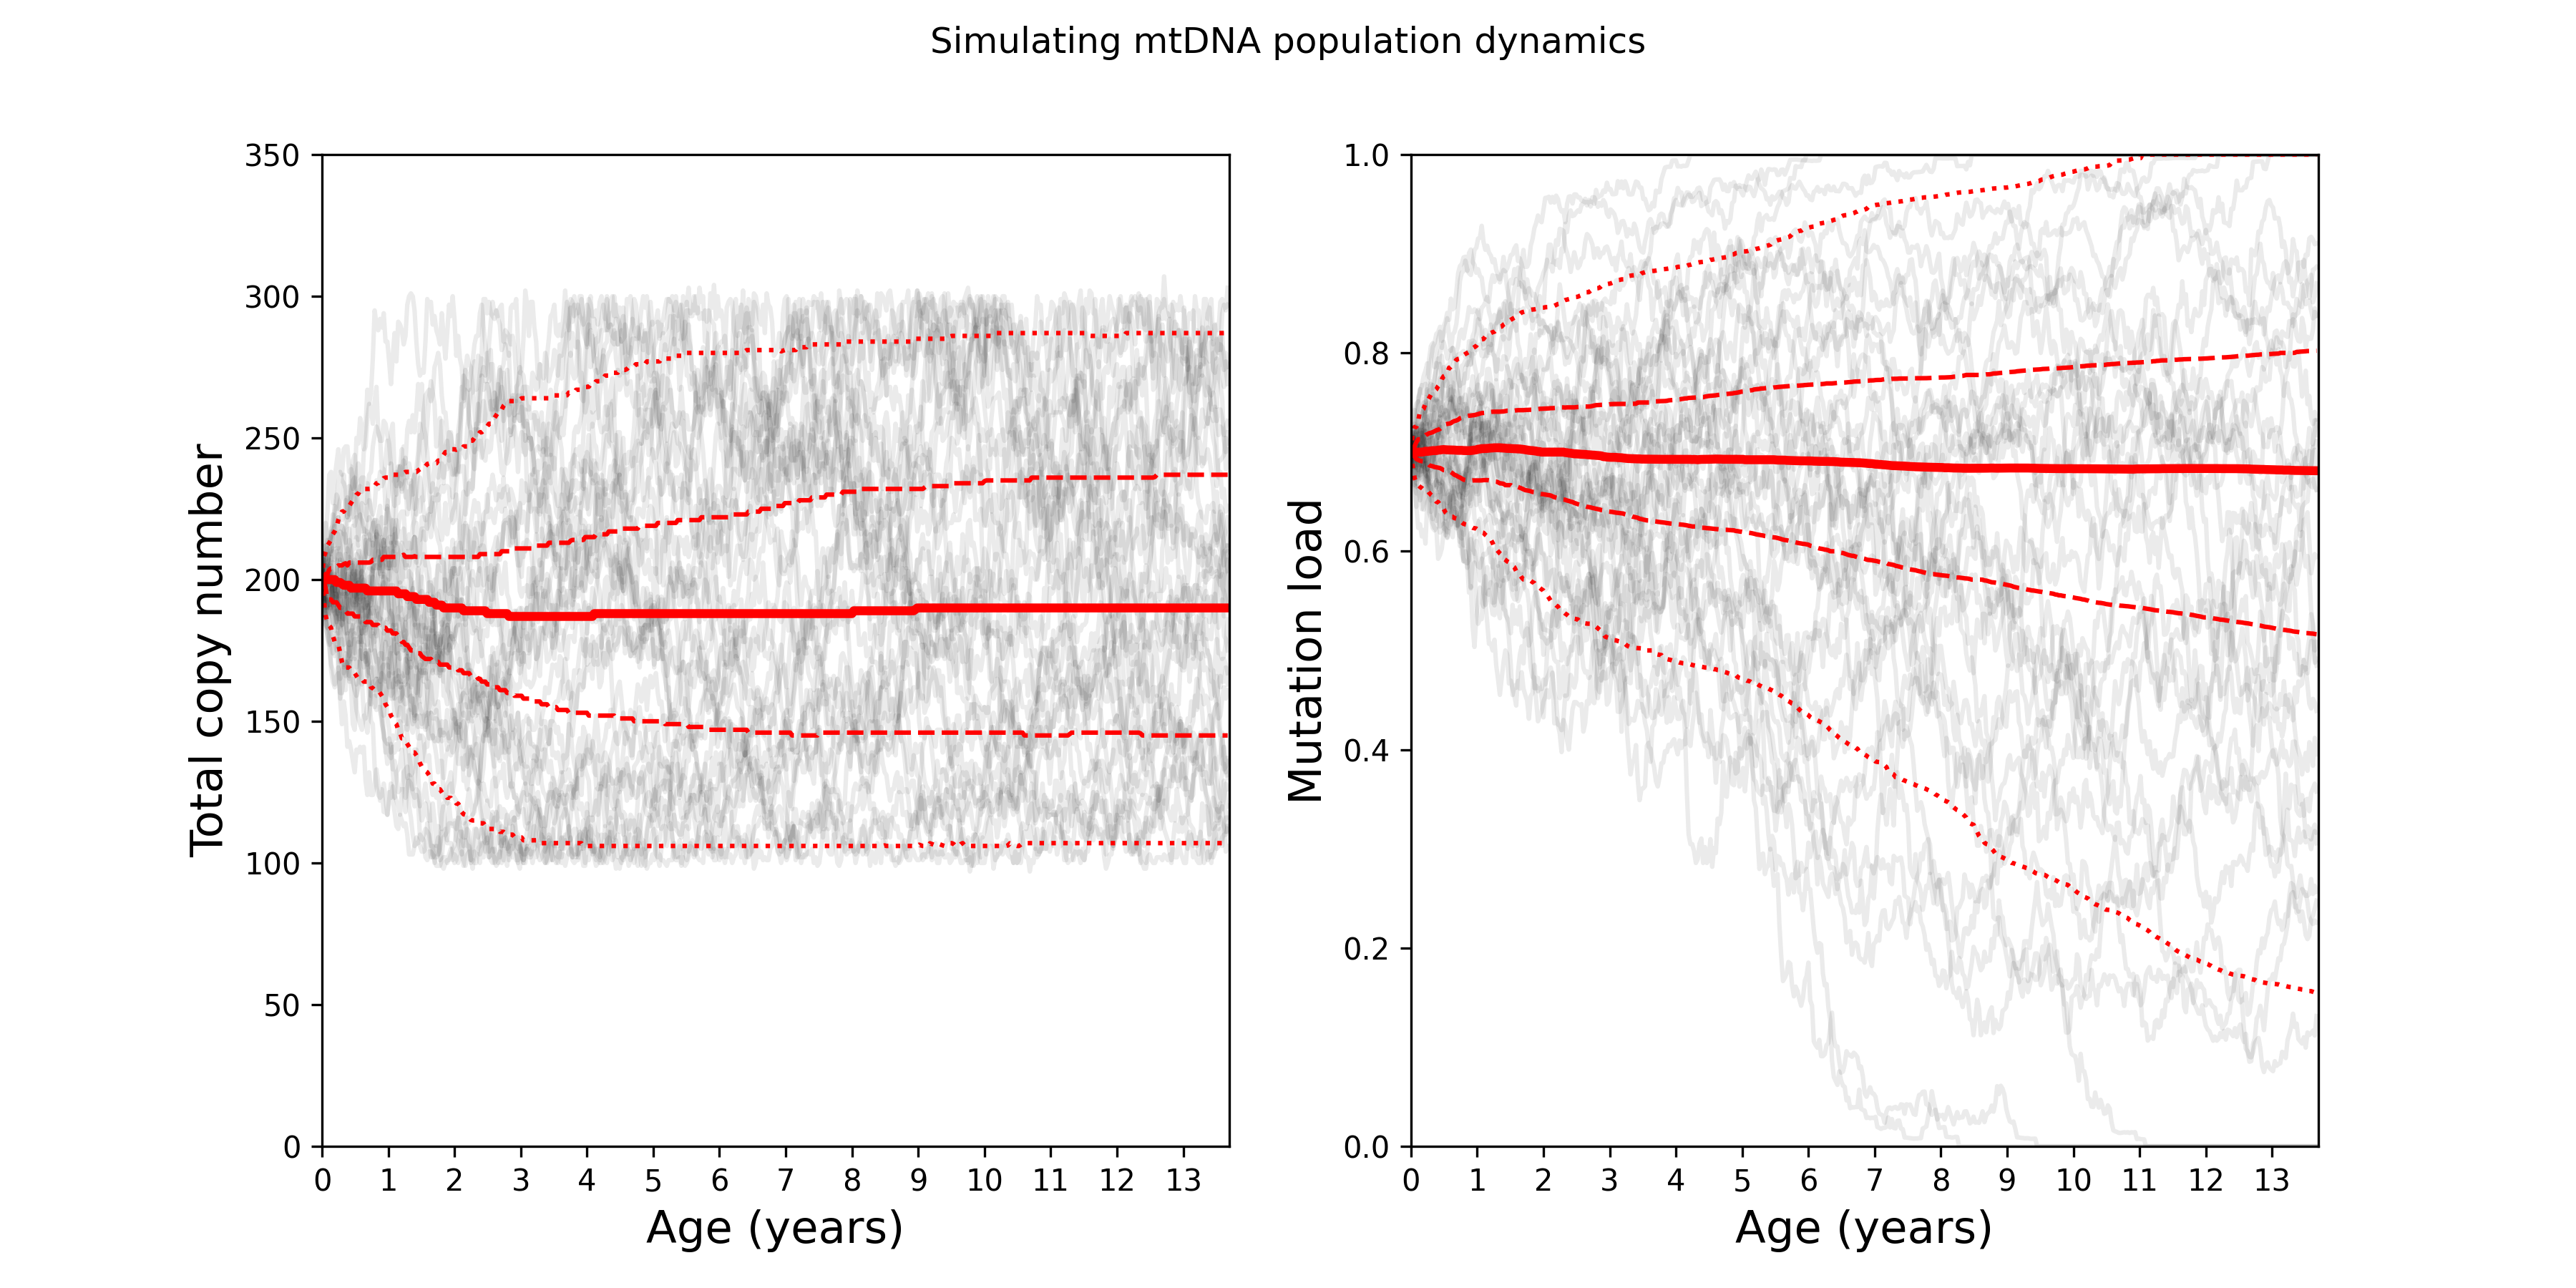 Simulating mtDNA population dynamics
Total copy number
350
300
250
200
150
100
50
0
0 1 2 3 4 5 6 7 8 9 10 11 12 13
Age (years)
Mutation load
1.0
0.8
0.6
0.4
0.2
0.0
0 1 2 3 4 5 6 7 8 9 10 11 12 13
Age (years)